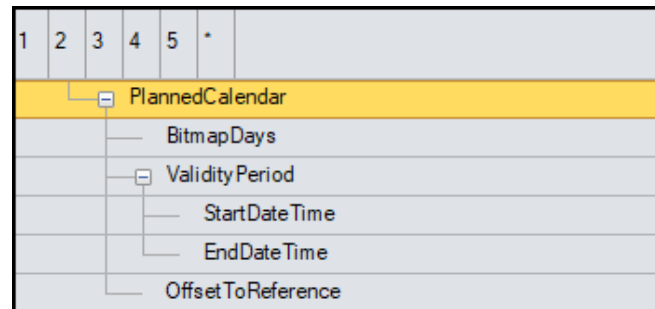 1 2 3 4 5 *
PlannedCalendar
BitmapDays
ValidityPeriod
StartDateTime
EndDateTime
OffsetToReference